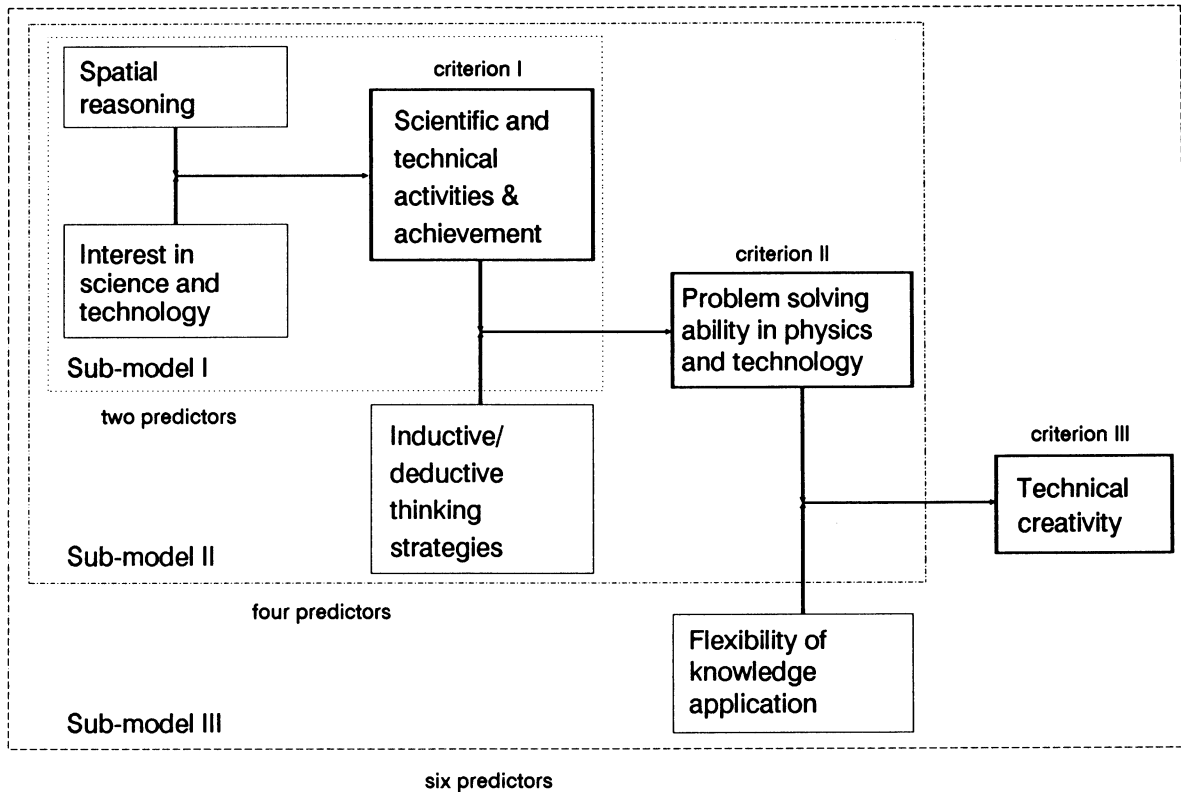 Spatial
reasoning
criterion I
Scientific and
technical
activities &
achievement
Interest in
science and
technology
Sub-model I
two predictors
criterion II
Problem solving
ability in physics
and technology
Inductive/
deductive
thinking
strategies
Sub-model II
four predictors
criterion III
Technical
creativity
Flexibility of
knowledge
application
Sub-model III
six predictors